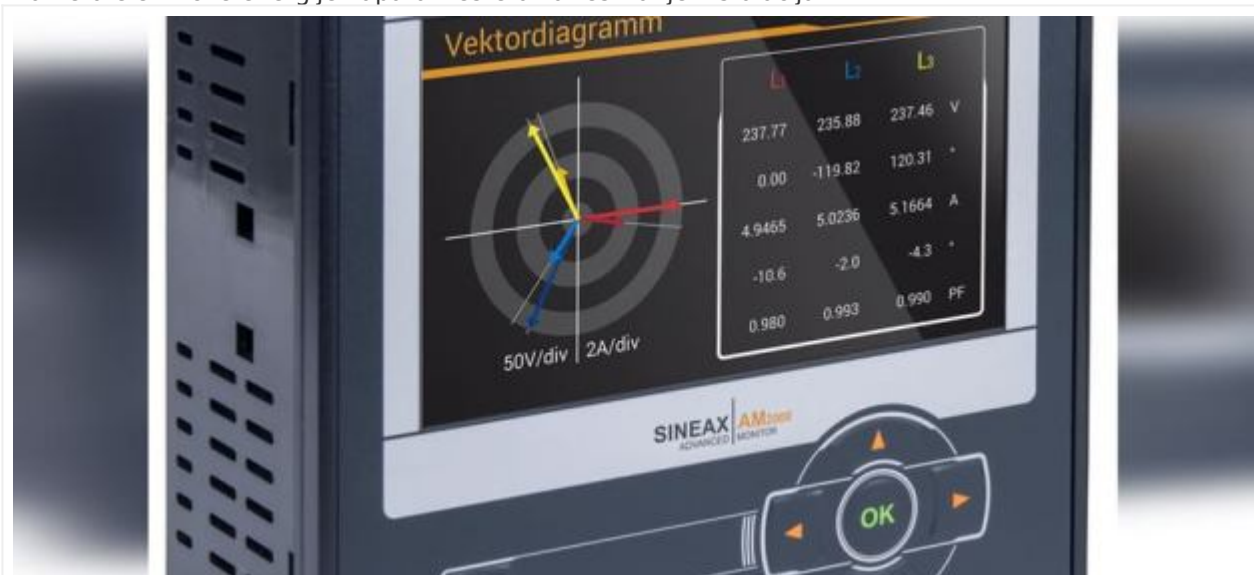 Vektordiagramm
L1 L2 L3
237.77 235.88 237.46 V
0.00 -119.82 120.31 °
4.9465 5.0236 5.1664 A
-10.6 -2.0 -4.3 °
0.980 0.993 0.990 PF
50V/div 2A/div
SINEAX AM2000
ADVANCED MONITOR
OK